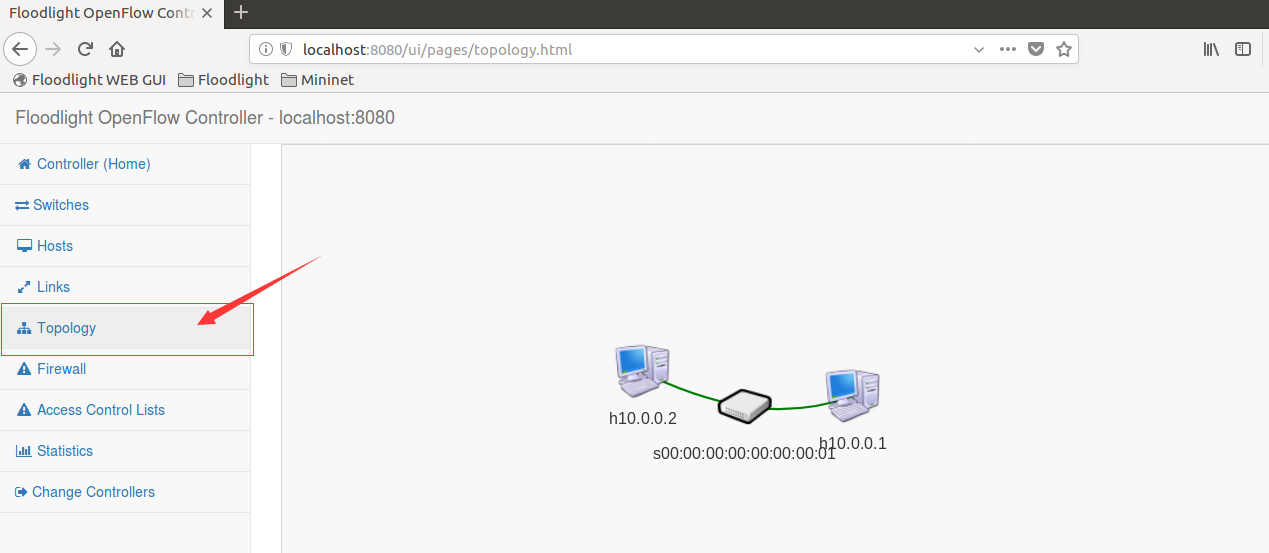 Floodlight OpenFlow Contr
localhost:8080/ui/pages/topology.html
Floodlight WEB GUI Floodlight Mininet
Floodlight OpenFlow Controller - localhost:8080
Controller (Home)
Switches
Hosts
Links
Topology
Firewall
Access Control Lists
Statistics
Change Controllers
h10.0.0.2
h10.0.0.1
s00:00:00:00:00:00:00:01